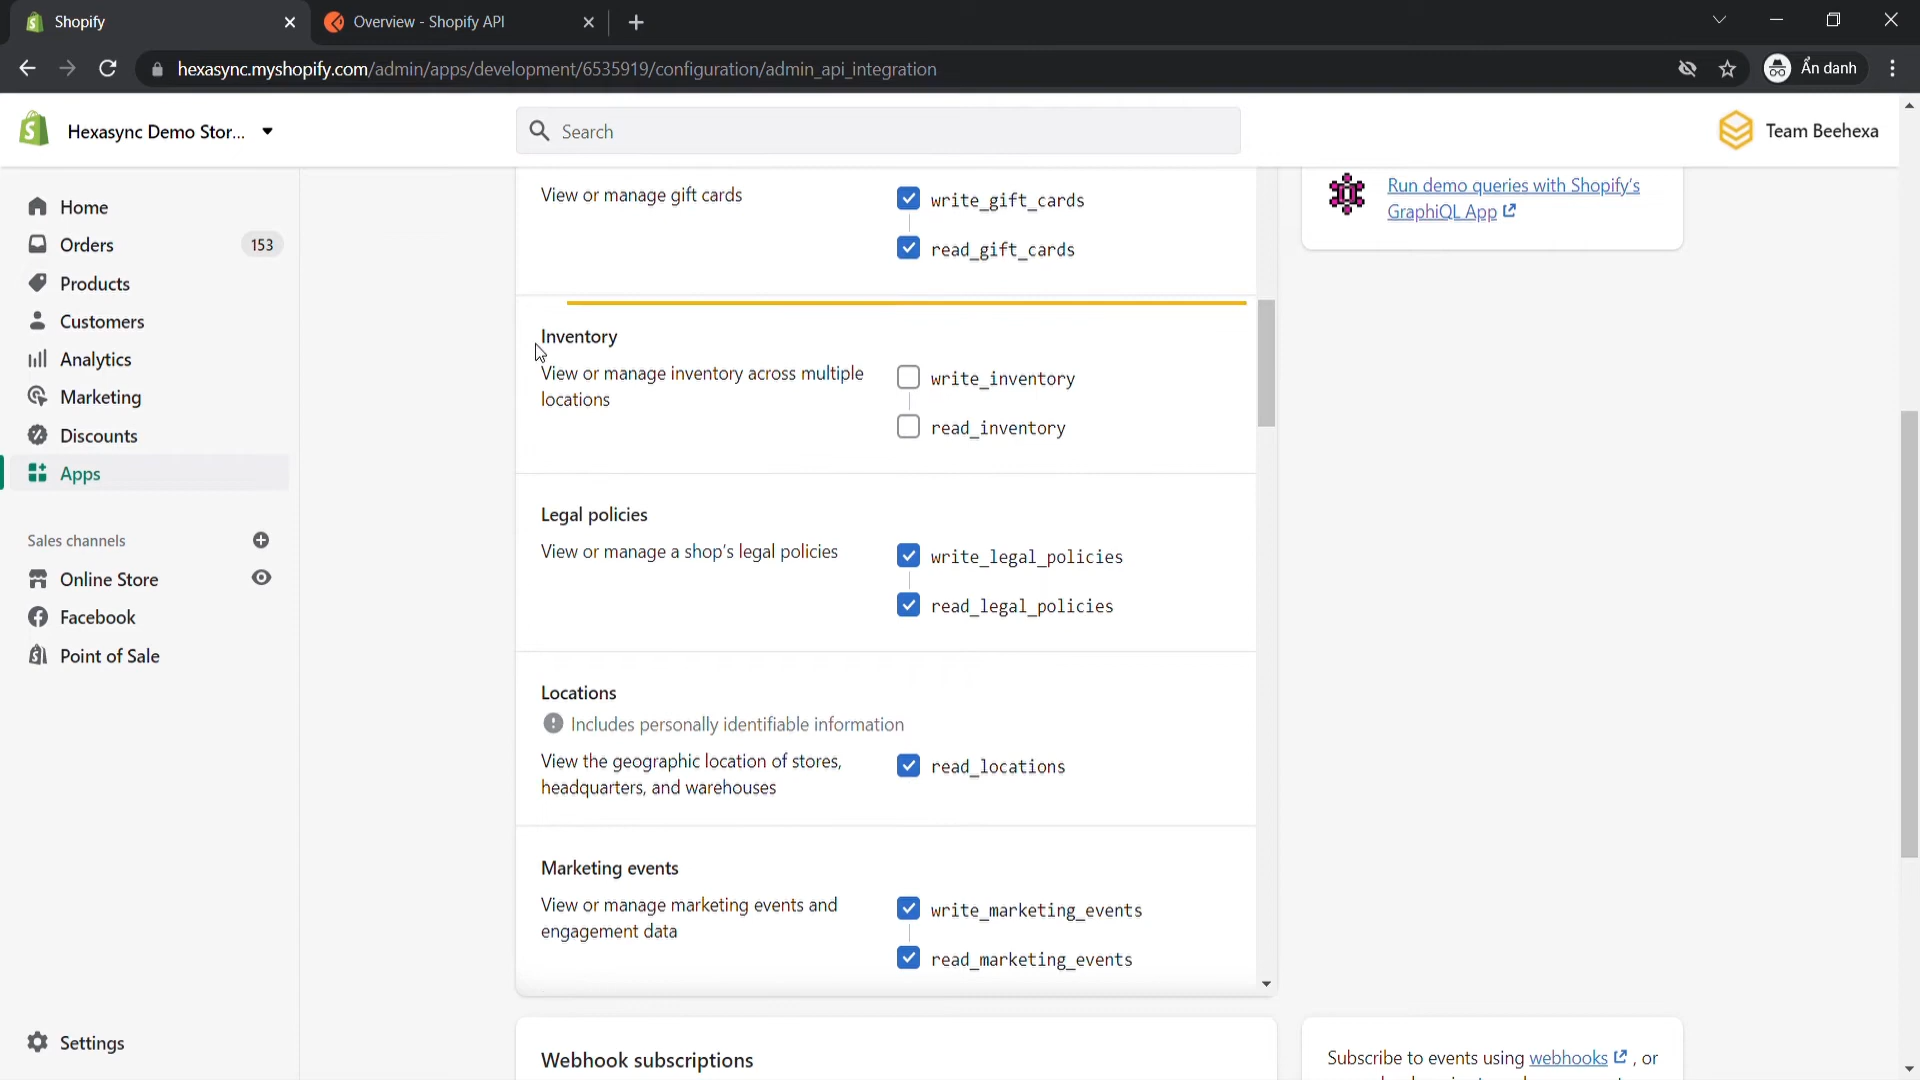 Shopify
Overview - Shopify API
hexasync.myshopify.com/admin/apps/development/6535919/configuration/admin_api_integration
Ẩn danh
Hexasync Demo Stor...
Search
Team Beehexa
Home
Orders
153
Products
Customers
Analytics
Marketing
Discounts
Apps
Sales channels
Online Store
Facebook
Point of Sale
Settings
View or manage gift cards
write_gift_cards
read_gift_cards
Inventory
View or manage inventory across multiple
locations
write_inventory
read_inventory
Legal policies
View or manage a shop's legal policies
write_legal_policies
read_legal_policies
Locations
Includes personally identifiable information
View the geographic location of stores,
headquarters, and warehouses
read_locations
Marketing events
View or manage marketing events and
engagement data
write_marketing_events
read_marketing_events
Webhook subscriptions
Run demo queries with Shopify's
GraphiQL App
Subscribe to events using webhooks , or